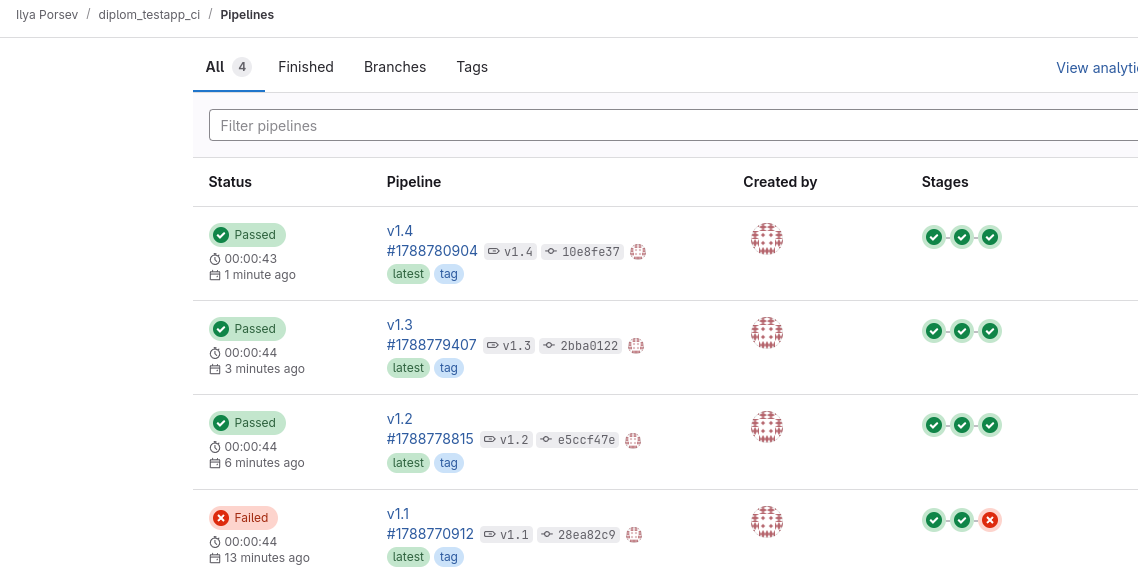 Ilya Porsev / diplom_testapp_ci / Pipelines
All 4 Finished Branches Tags View analyti
Filter pipelines
Status Pipeline Created by Stages
Passed v1.4
#1788780904 v1.4 10e8fe37
00:00:43
1 minute ago latest tag
Passed v1.3
#1788779407 v1.3 2bba0122
00:00:44
3 minutes ago latest tag
Passed v1.2
#1788778815 v1.2 e5ccf47e
00:00:44
6 minutes ago latest tag
Failed v1.1
#1788770912 v1.1 28ea82c9
00:00:44
13 minutes ago latest tag